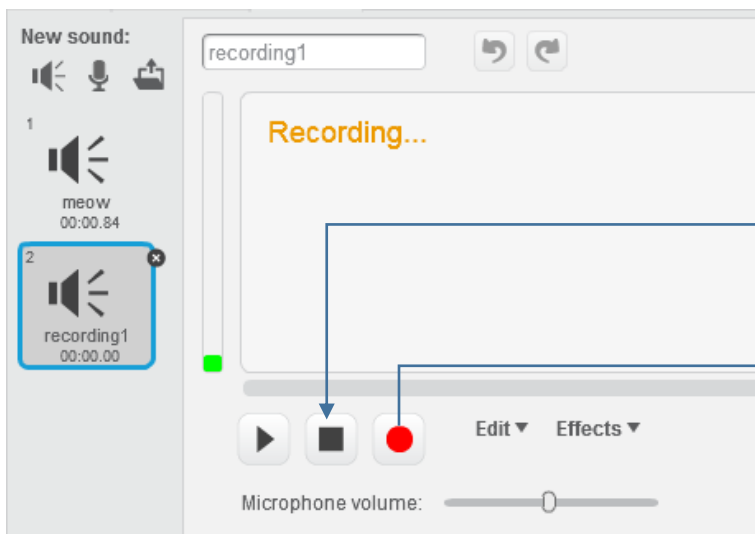 New sound:
1
meow
00:00.84
2
recording1
00:00.00
recording1
Recording...
Edit
Effects
Microphone volume: